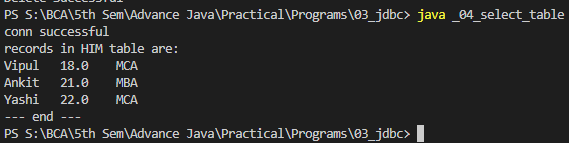 Delete Successful
PS S:\BCA\5th Sem\Advance Java\Practical\Programs\03_jdbc> java _04_select_table
conn successful
records in HIM table are:
Vipul 18.0 MCA
Ankit 21.0 MBA
Yashi 22.0 MCA
--- end ---
PS S:\BCA\5th Sem\Advance Java\Practical\Programs\03_jdbc>